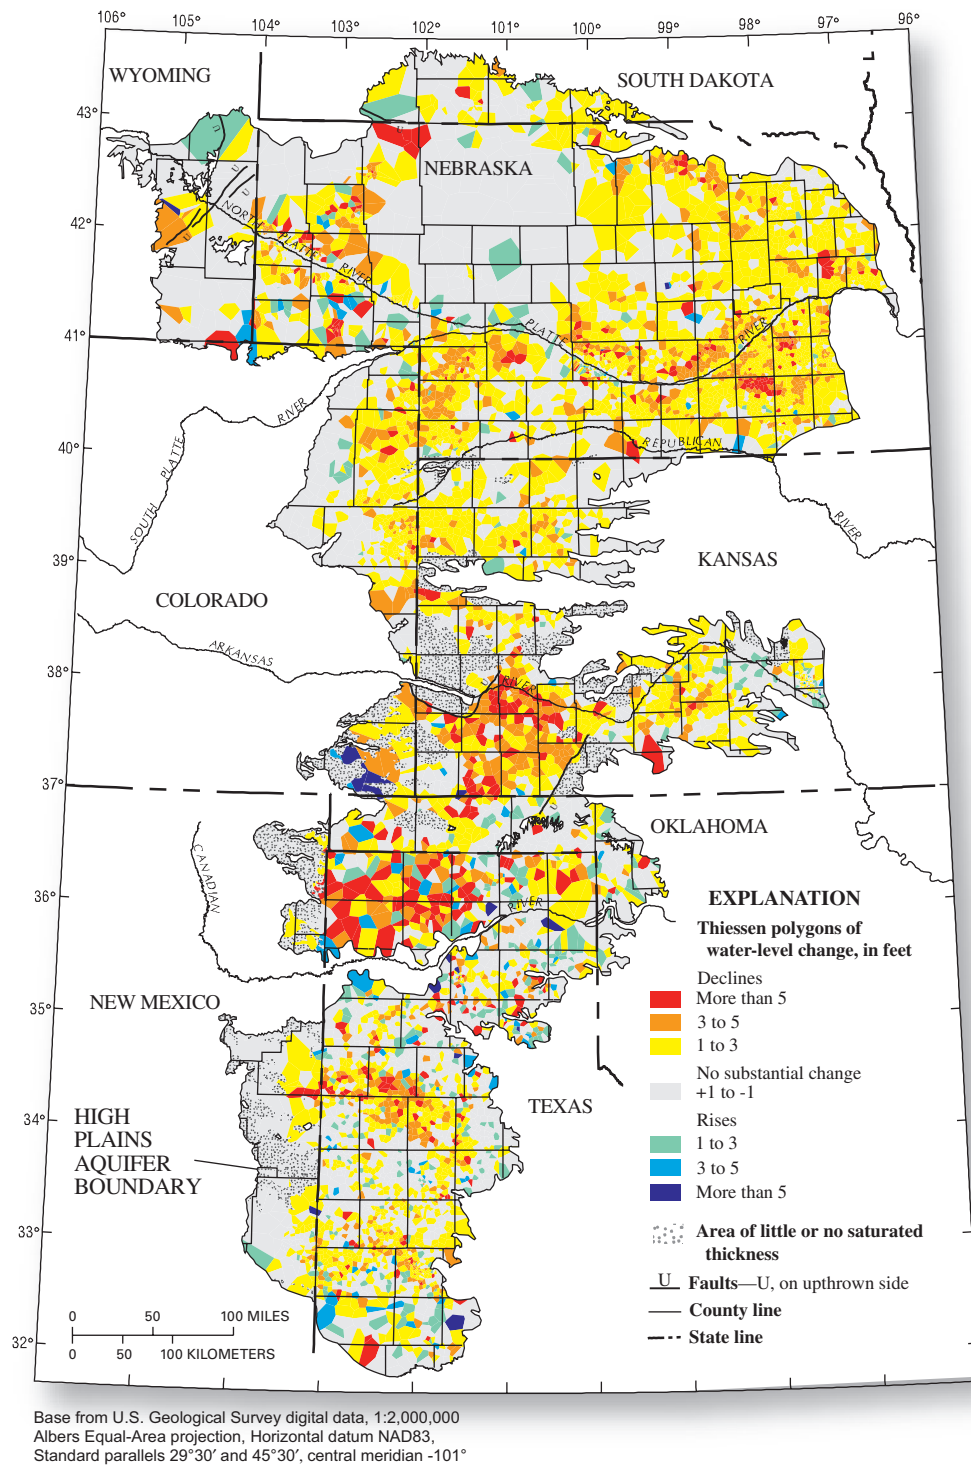 106°
105°
104°
103°
102°
101°
100°
99°
98°
97°
96°
WYOMING
SOUTH DAKOTA
43°
U
U
NEBRASKA
U
U
42°
NORTH PLATTE RIVER
U
41°
PLATTE RIVER
RIVER
SOUTH PLATTE
REPUBLICAN
40°
RIVER
39°
KANSAS
COLORADO
ARKANSAS
38°
RIVER
37°
U
OKLAHOMA
CANADIAN
36°
RIVER
EXPLANATION
Thiessen polygons of
water-level change, in feet
Declines
More than 5
3 to 5
1 to 3
No substantial change
+1 to -1
Rises
1 to 3
3 to 5
More than 5
Area of little or no saturated
thickness
U Faults—U, on upthrown side
County line
State line
35°
NEW MEXICO
TEXAS
34°
HIGH
PLAINS
AQUIFER
BOUNDARY
33°
0 50 100 MILES
0 50 100 KILOMETERS
32°
Base from U.S. Geological Survey digital data, 1:2,000,000
Albers Equal-Area projection, Horizontal datum NAD83,
Standard parallels 29°30′ and 45°30′, central meridian -101°